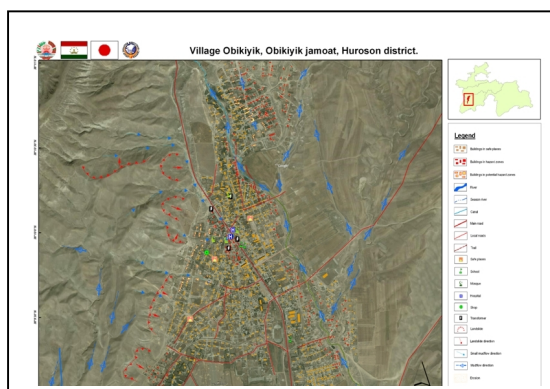 Village Obikiyik, Obikiyik jamoat, Huroson district.
Legend
Buildings in safe places
Buildings in hazard zones
Buildings in potential hazard zones
River
Season river
Canal
Main road
Local roads
Trail
Safe places
School
Mosque
Hospital
Shop
Transformer
Landslide
Landslide direction
Small mudflow direction
Mudflow direction
Erosion